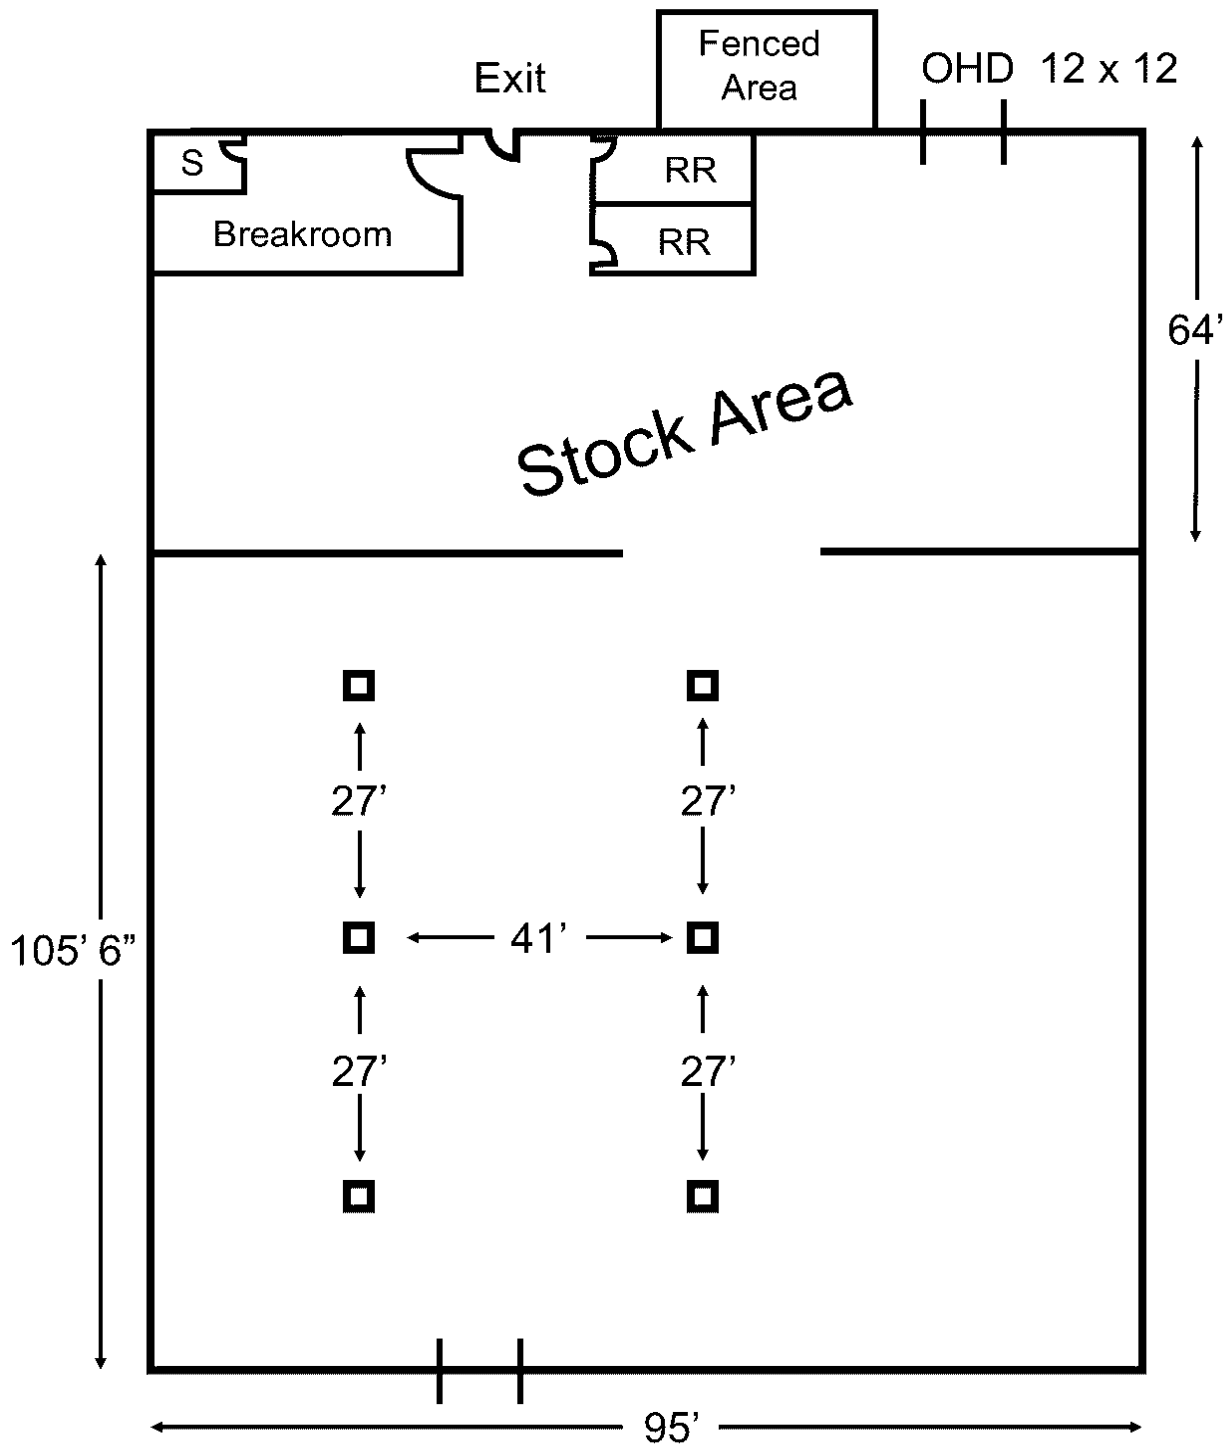 Fenced
Area
Exit
OHD 12 x 12
S
RR
Breakroom
RR
64’
Stock Area
27’
27’
105’ 6”
41’
27’
27’
95’